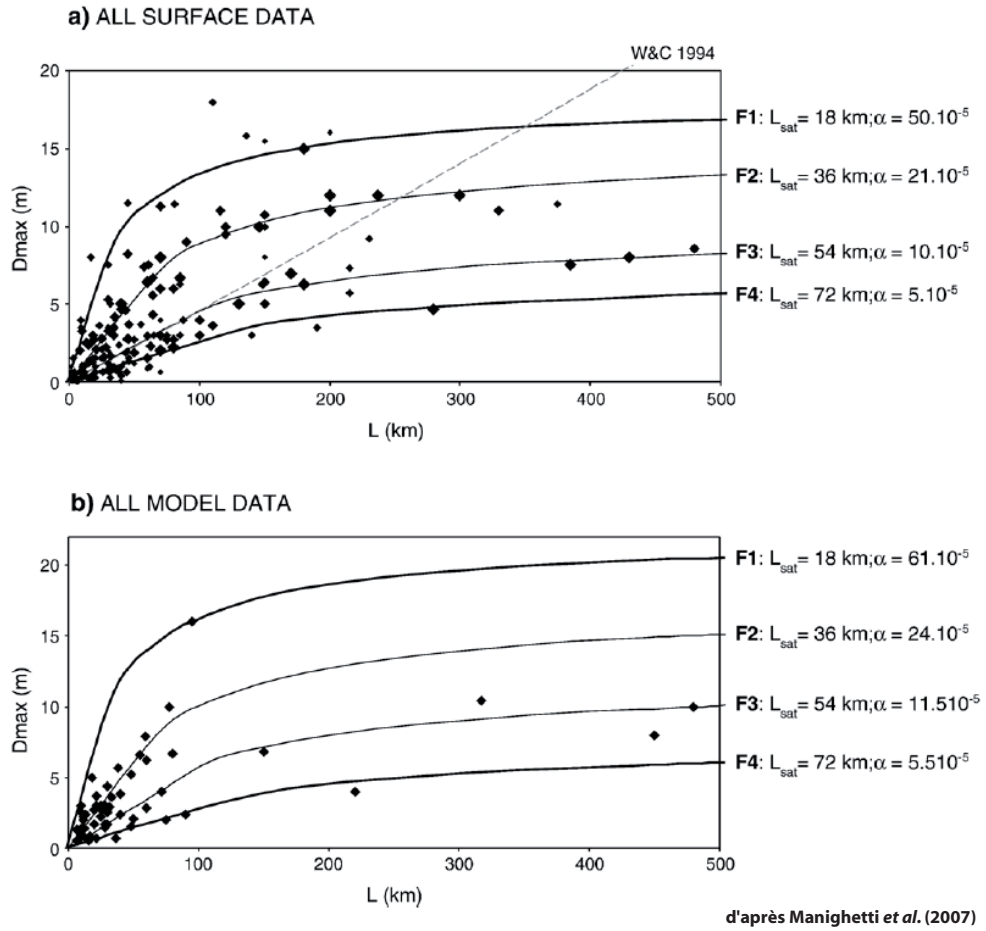 a) ALL SURFACE DATA
W&C 1994
20
15
10
5
0
Dmax (m)
0 100 200 300 400 500
L (km)
F1: Lsat= 18 km;α = 50.10-5
F2: Lsat= 36 km;α = 21.10-5
F3: Lsat= 54 km;α = 10.10-5
F4: Lsat= 72 km;α = 5.10-5
b) ALL MODEL DATA
20
15
10
5
0
Dmax (m)
0 100 200 300 400 500
L (km)
F1: Lsat= 18 km;α = 61.10-5
F2: Lsat= 36 km;α = 24.10-5
F3: Lsat= 54 km;α = 11.510-5
F4: Lsat= 72 km;α = 5.510-5
d'après Manighetti et al. (2007)